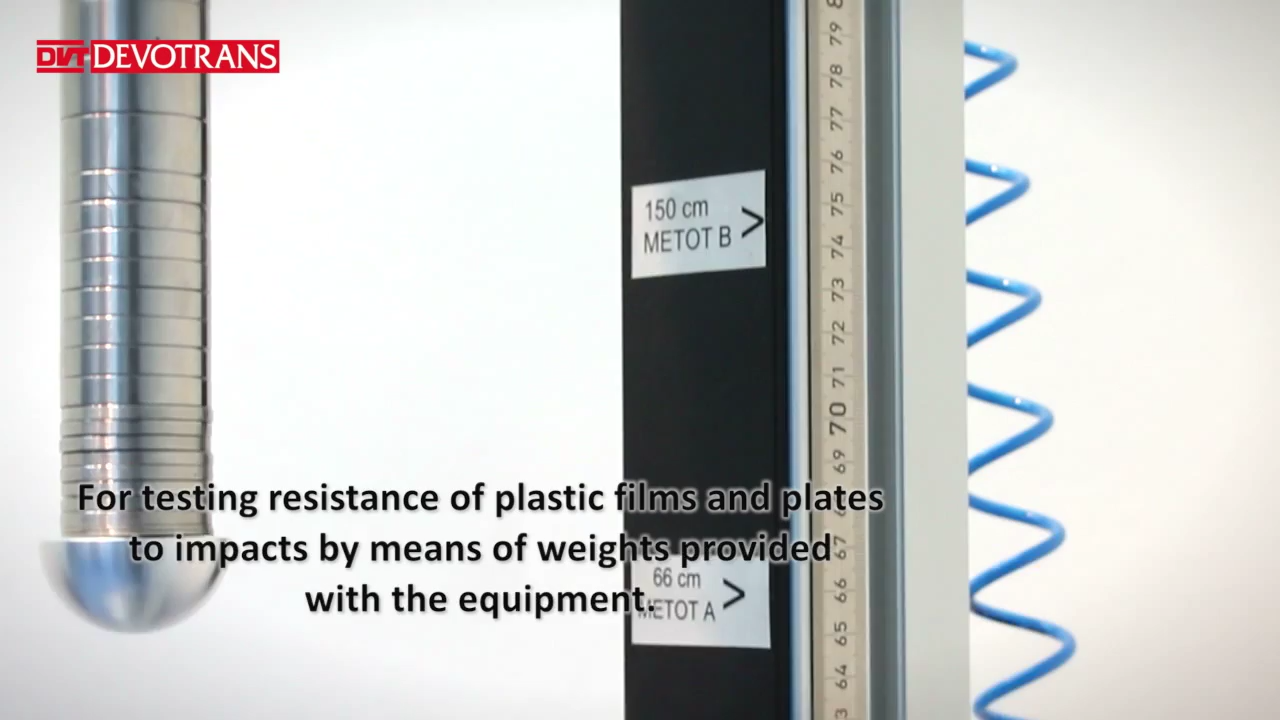 DVT DEVOTRANS
150 cm
METOT B >
79
78
77
76
75
74
73
72
71
70
69
67
66
65
64
For testing resistance of plastic films and plates
to impacts by means of weights provided
with the equipment.
66 cm
METOT A >